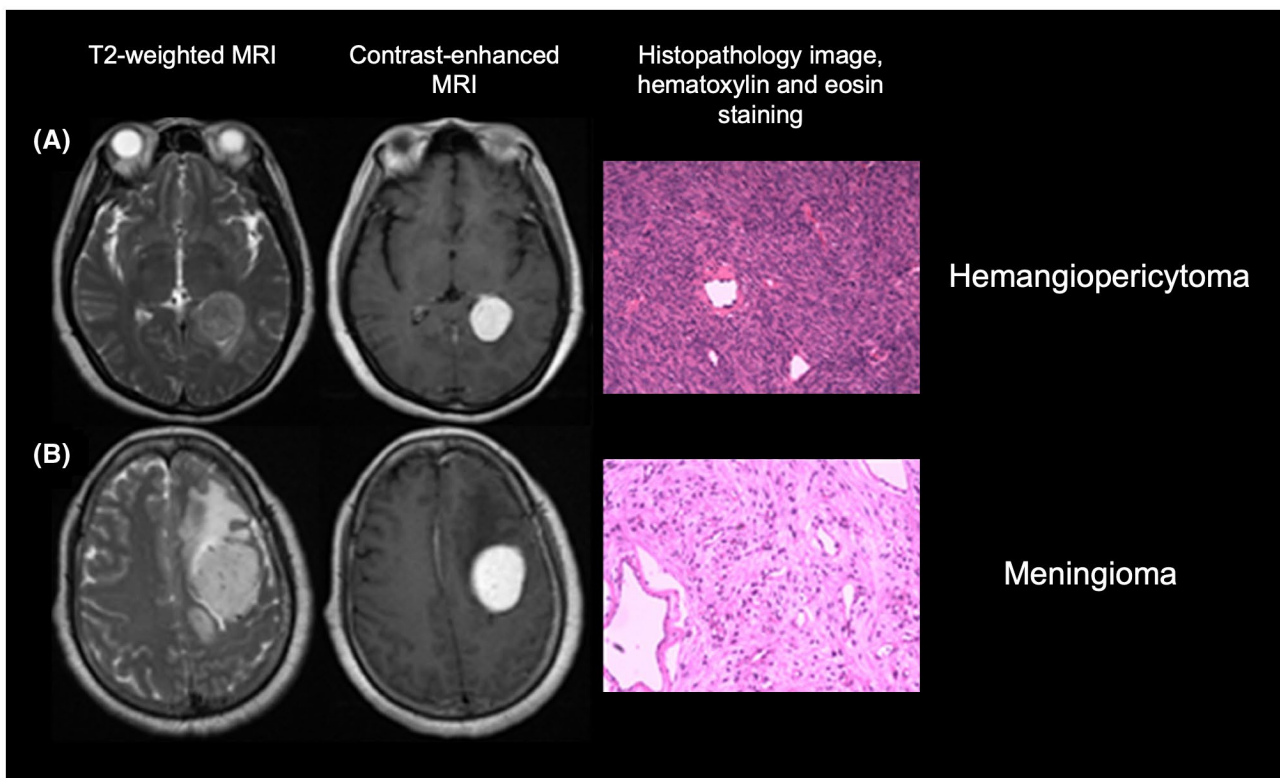 T2-weighted MRI
Contrast-enhanced
MRI
Histopathology image,
hematoxylin and eosin
staining
(A)
Hemangiopericytoma
(B)
Meningioma